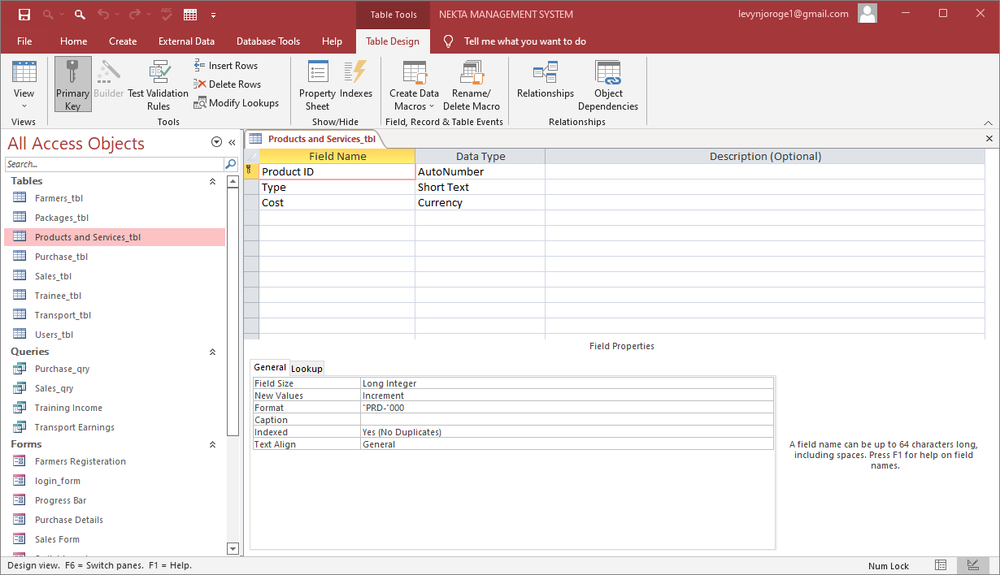 Table Tools
NEKTA MANAGEMENT SYSTEM
levynjoroge1@gmail.com
File
Home
Create
External Data
Database Tools
Help
Table Design
Tell me what you want to do
View
Views
Primary Key
Builder
Test Validation Rules
Insert Rows
Delete Rows
Modify Lookups
Tools
Property Sheet
Indexes
Show/Hide
Create Data Macros
Rename/ Delete Macro
Field, Record & Table Events
Relationships
Object Dependencies
Relationships
All Access Objects
Search...
Tables
Farmers_tbl
Packages_tbl
Products and Services_tbl
Purchase_tbl
Sales_tbl
Trainee_tbl
Transport_tbl
Users_tbl
Queries
Purchase_qry
Sales_qry
Training Income
Transport Earnings
Forms
Farmers Registeration
login_form
Progress Bar
Purchase Details
Sales Form
Products and Services_tbl
Field Name Data Type Description (Optional)
Product ID AutoNumber
Type Short Text
Cost Currency
Field Properties
General Lookup
Field Size Long Integer
New Values Increment
Format "PRD-"000
Caption
Indexed Yes (No Duplicates)
Text Align General
A field name can be up to 64 characters long,
including spaces. Press F1 for help on field
names.
Design view. F6 = Switch panes. F1 = Help.
Num Lock